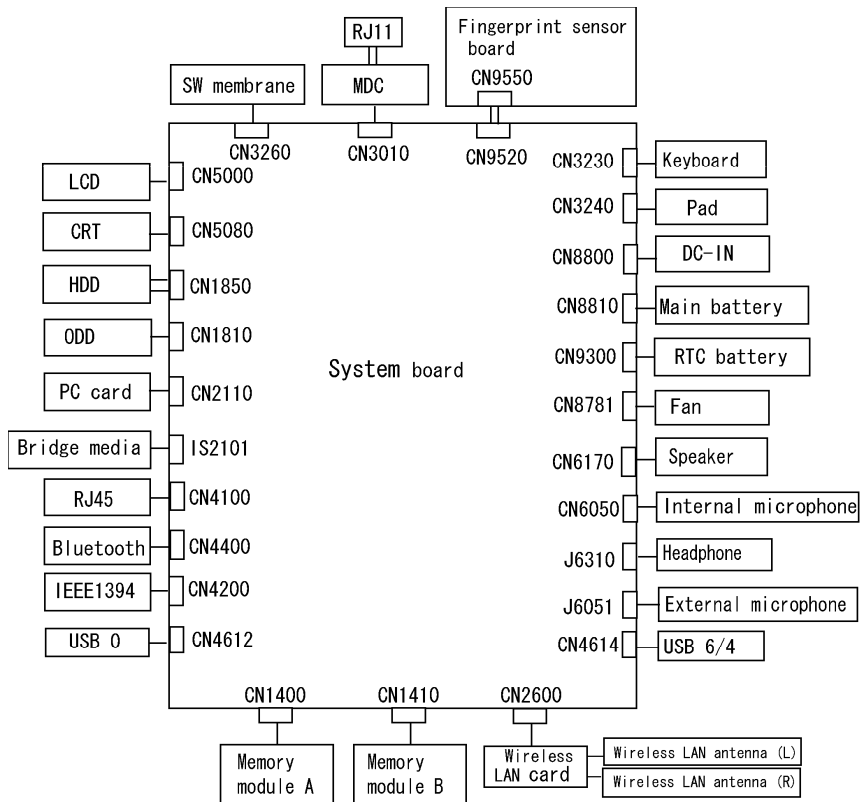 RJ11
Fingerprint sensor
board
SW membrane
MDC
CN9550
CN3260
CN3010
CN9520
LCD
CN5000
CRT
CN5080
HDD
CN1850
ODD
CN1810
PC card
CN2110
Bridge media
IS2101
RJ45
CN4100
Bluetooth
CN4400
IEEE1394
CN4200
USB 0
CN4612
System board
CN3230
Keyboard
CN3240
Pad
CN8800
DC-IN
CN8810
Main battery
CN9300
RTC battery
CN8781
Fan
CN6170
Speaker
CN6050
Internal microphone
J6310
Headphone
J6051
External microphone
CN4614
USB 6/4
CN1400
CN1410
CN2600
Memory
module A
Memory
module B
Wireless
LAN card
Wireless LAN antenna (L)
Wireless LAN antenna (R)